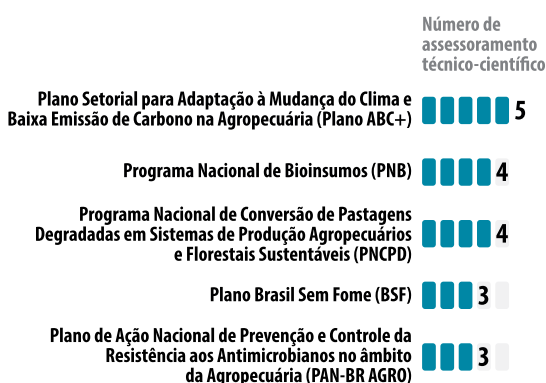 Número de
assessoramento
técnico-científico
Plano Setorial para Adaptação à Mudança do Clima e
Baixa Emissão de Carbono na Agropecuária (Plano ABC+)
5
Programa Nacional de Bioinsumos (PNB)
4
Programa Nacional de Conversão de Pastagens
Degradadas em Sistemas de Produção Agropecuários
e Florestais Sustentáveis (PNCPD)
4
Plano Brasil Sem Fome (BSF)
3
Plano de Ação Nacional de Prevenção e Controle da
Resistência aos Antimicrobianos no âmbito
da Agropecuária (PAN-BR AGRO)
3